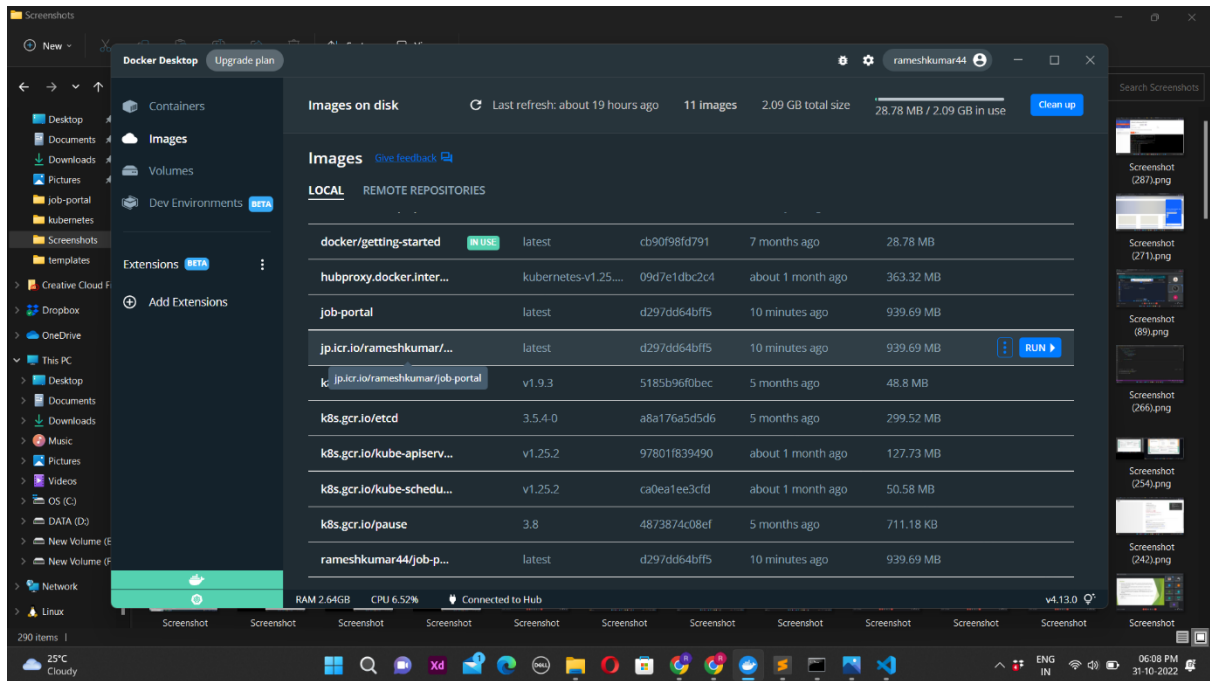 Screenshots
New
Docker Desktop
Upgrade plan
rameshkumar44
Search Screenshots
Desktop
Documents
Downloads
Pictures
job-portal
kubernetes
Screenshots
templates
Creative Cloud F
Dropbox
OneDrive
This PC
Desktop
Documents
Downloads
Music
Pictures
Videos
OS (C:)
DATA (D:)
New Volume (E
New Volume (F
Network
Linux
290 items
Containers
Images
Volumes
Dev Environments BETA
Extensions BETA
Add Extensions
Images on disk
Last refresh: about 19 hours ago
11 images
2.09 GB total size
28.78 MB / 2.09 GB in use
Clean up
Images Give feedback
LOCAL REMOTE REPOSITORIES
docker/getting-started IN USE latest cb90f98fd791 7 months ago 28.78 MB
hubproxy.docker.inter... kubernetes-v1.25.... 09d7e1dbc2c4 about 1 month ago 363.32 MB
job-portal latest d297dd64bff5 10 minutes ago 939.69 MB
jp.icr.io/rameshkumar/... latest d297dd64bff5 10 minutes ago 939.69 MB RUN
jp.icr.io/rameshkumar/job-portal
v1.9.3 5185b96f0bec 5 months ago 48.8 MB
k8s.gcr.io/etcd 3.5.4-0 a8a176a5d5d6 5 months ago 299.52 MB
k8s.gcr.io/kube-apiserv... v1.25.2 97801f839490 about 1 month ago 127.73 MB
k8s.gcr.io/kube-schedu... v1.25.2 ca0ea1ee3cfd about 1 month ago 50.58 MB
k8s.gcr.io/pause 3.8 4873874c08ef 5 months ago 711.18 KB
rameshkumar44/job-p... latest d297dd64bff5 10 minutes ago 939.69 MB
RAM 2.64GB CPU 6.52% Connected to Hub
v4.13.0
Screenshot
(287).png
Screenshot
(271).png
Screenshot
(89).png
Screenshot
(266).png
Screenshot
(254).png
Screenshot
(242).png
Screenshot Screenshot Screenshot Screenshot Screenshot Screenshot Screenshot Screenshot Screenshot Screenshot Screenshot Screenshot
25°C
Cloudy
Xd
DELL
ENG
IN
06:08 PM
31-10-2022